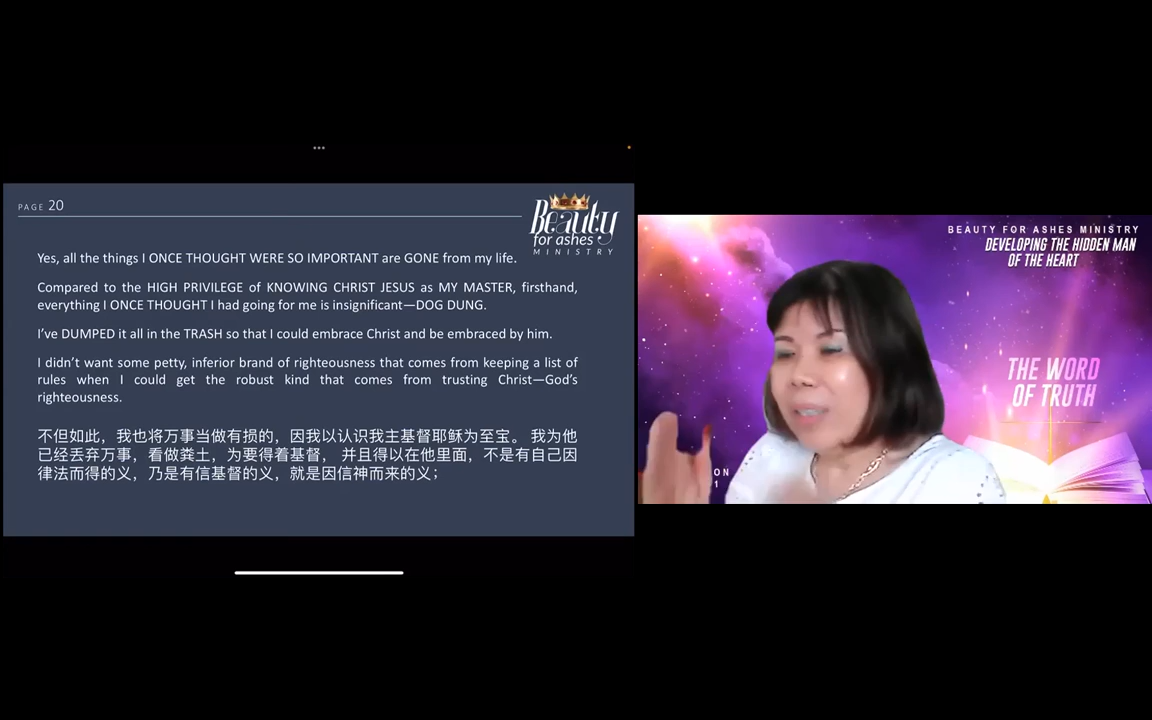 PAGE 20
Beauty
for ashes
MINISTRY
Yes, all the things I ONCE THOUGHT WERE SO IMPORTANT are GONE from my life.
Compared to the HIGH PRIVILEGE of KNOWING CHRIST JESUS as MY MASTER, firsthand,
everything I ONCE THOUGHT I had going for me is insignificant—DOG DUNG.
I've DUMPED it all in the TRASH so that I could embrace Christ and be embraced by him.
I didn't want some petty, inferior brand of righteousness that comes from keeping a list of
rules when I could get the robust kind that comes from trusting Christ—God's
righteousness.
不但如此，我也将万事当做有损的，因我以认识我主基督耶稣为至宝。 我为他
已经丢弃万事，看做粪土，为要得着基督， 并且得以在他里面，不是有自己因
律法而得的义，乃是有信基督的义，就是因信神而来的义；
BEAUTY FOR ASHES MINISTRY
DEVELOPING THE HIDDEN MAN
OF THE HEART
THE WORD
OF TRUTH
ON
1